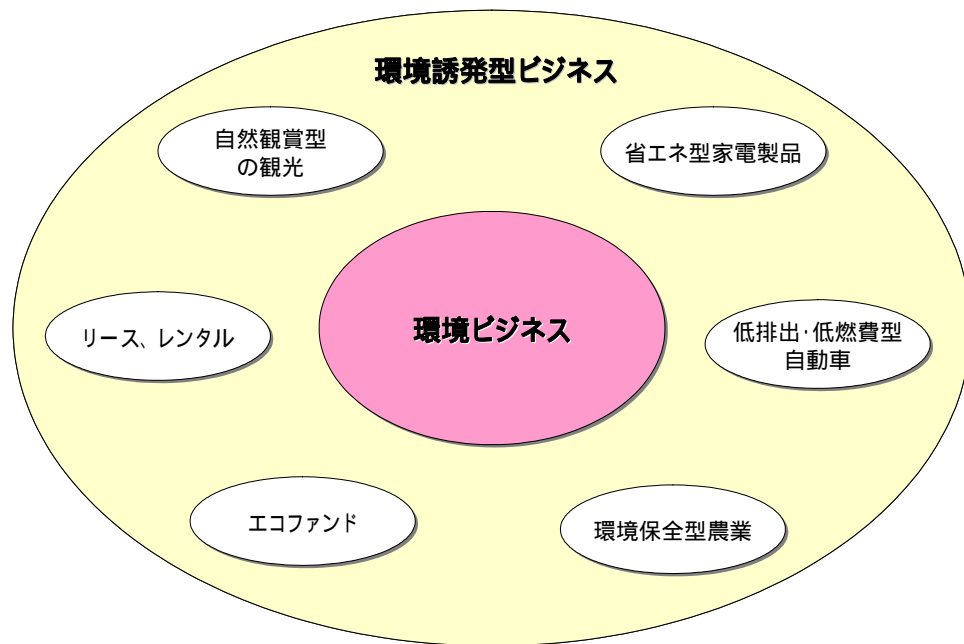 環境誘発型ビジネス
自然観賞型
の観光
省エネ型家電製品
リース、レンタル
環境ビジネス
低排出・低燃費型
自動車
エコファンド
環境保全型農業